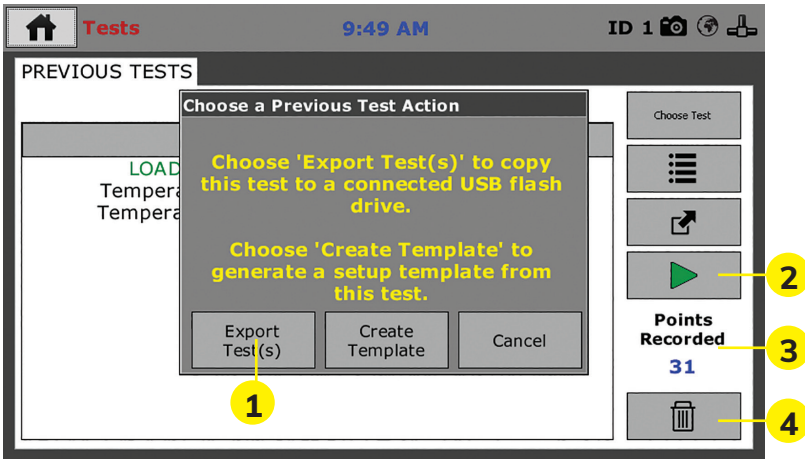 Tests
9:49 AM
ID 1
PREVIOUS TESTS
Choose a Previous Test Action
Choose 'Export Test(s)' to copy
this test to a connected USB flash
drive.
Choose 'Create Template' to
generate a setup template from
this test.
Export
Test(s)
Create
Template
Cancel
LOAD
Tempera
Tempera
Choose Test
Points
Recorded
31
1
2
3
4